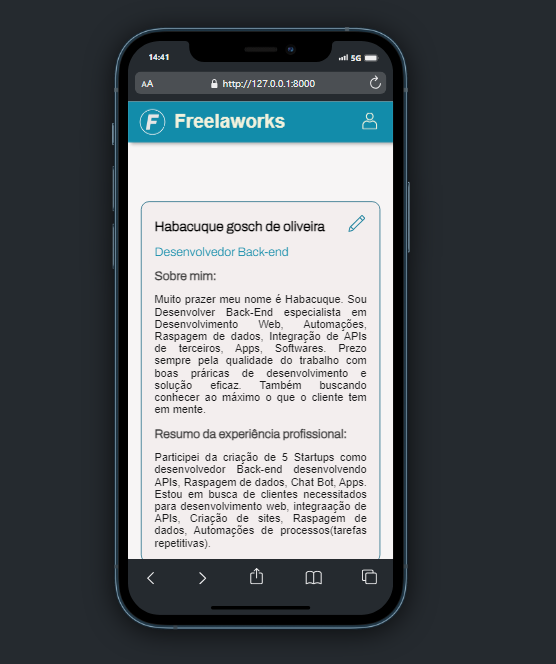 14:41
5G
AA
http://127.0.0.1:8000
F
Freelaworks
Habacuque gosch de oliveira
Desenvolvedor Back-end
Sobre mim:
Muito prazer meu nome é Habacuque. Sou
Desenvolver Back-End especialista em
Desenvolvimento Web, Automações,
Raspagem de dados, Integração de APIs
de terceiros, Apps, Softwares. Prezo
sempre pela qualidade do trabalho com
boas práricas de desenvolvimento e
solução eficaz. Também buscando
conhecer ao máximo o que o cliente tem
em mente.
Resumo da experiência profissional:
Participei da criação de 5 Startups como
desenvolvedor Back-end desenvolvendo
APIs, Raspagem de dados, Chat Bot, Apps.
Estou em busca de clientes necessitados
para desenvolvimento web, integraação de
APIs, Criação de sites, Raspagem de
dados, Automações de processos(tarefas
repetitivas).